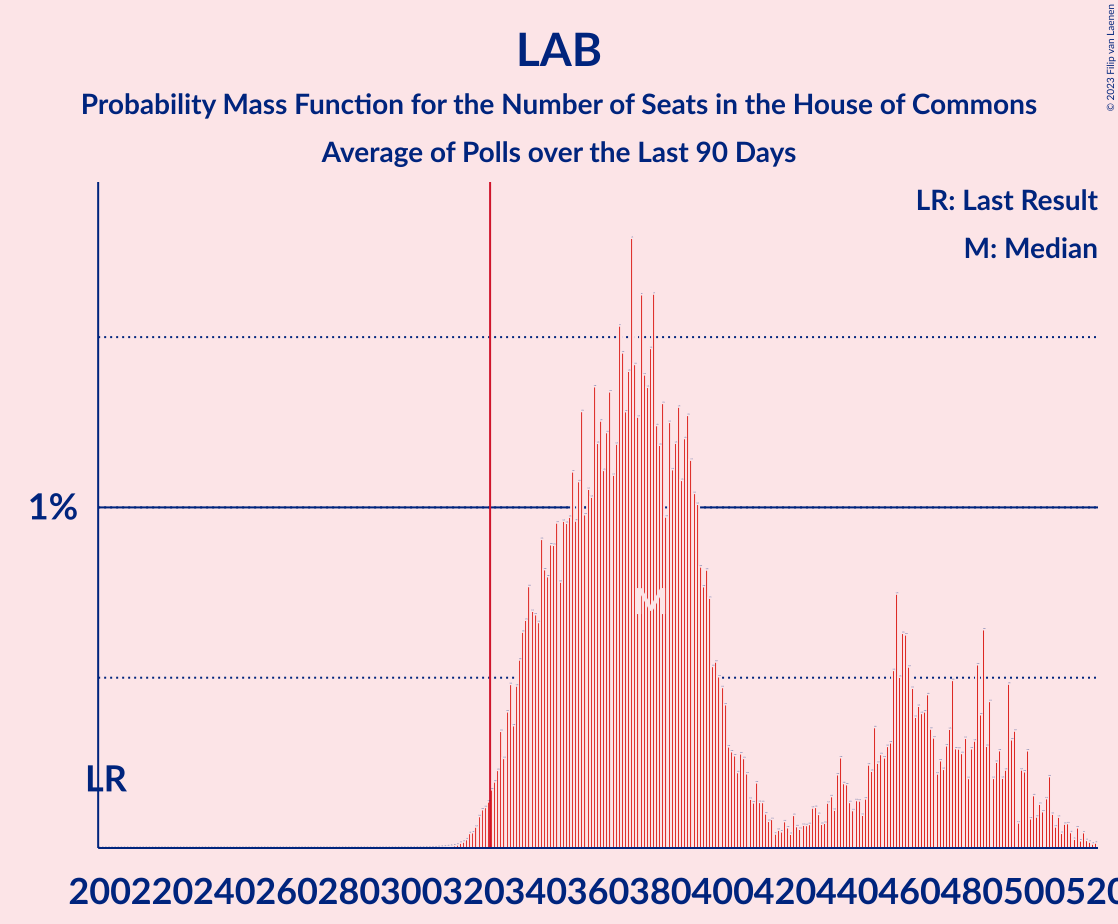 LAB
Probability Mass Function for the Number of Seats in the House of Commons
Average of Polls over the Last 90 Days
© 2023 Filip van Laenen
LR: Last Result
M: Median
1%
M
LR
200220240260280300320340360380400420440460480500520